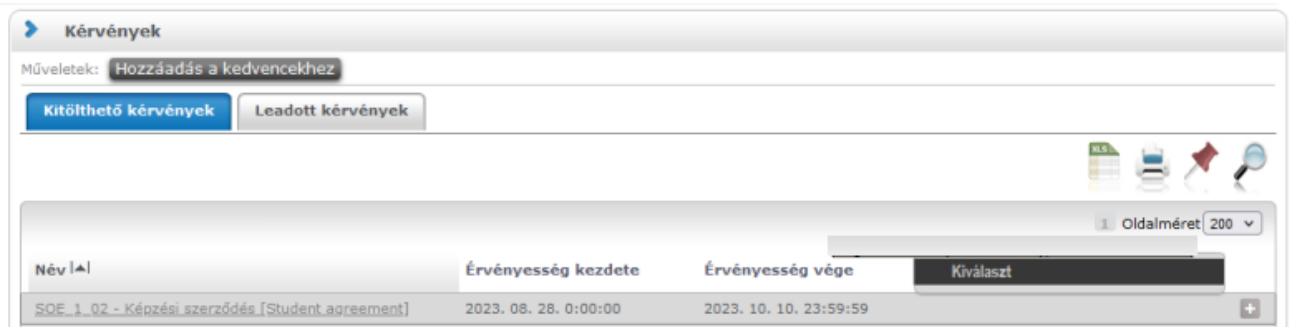 Kérvények
Műveletek: Hozzáadás a kedvencekhez
Kitölthető kérvények Leadott kérvények
XLS
1 Oldalméret 200
Név Érvényesség kezdete Érvényesség vége Kiválaszt
SOE_1_02 - Képzési szerződés [Student agreement] 2023. 08. 28. 0:00:00 2023. 10. 10. 23:59:59